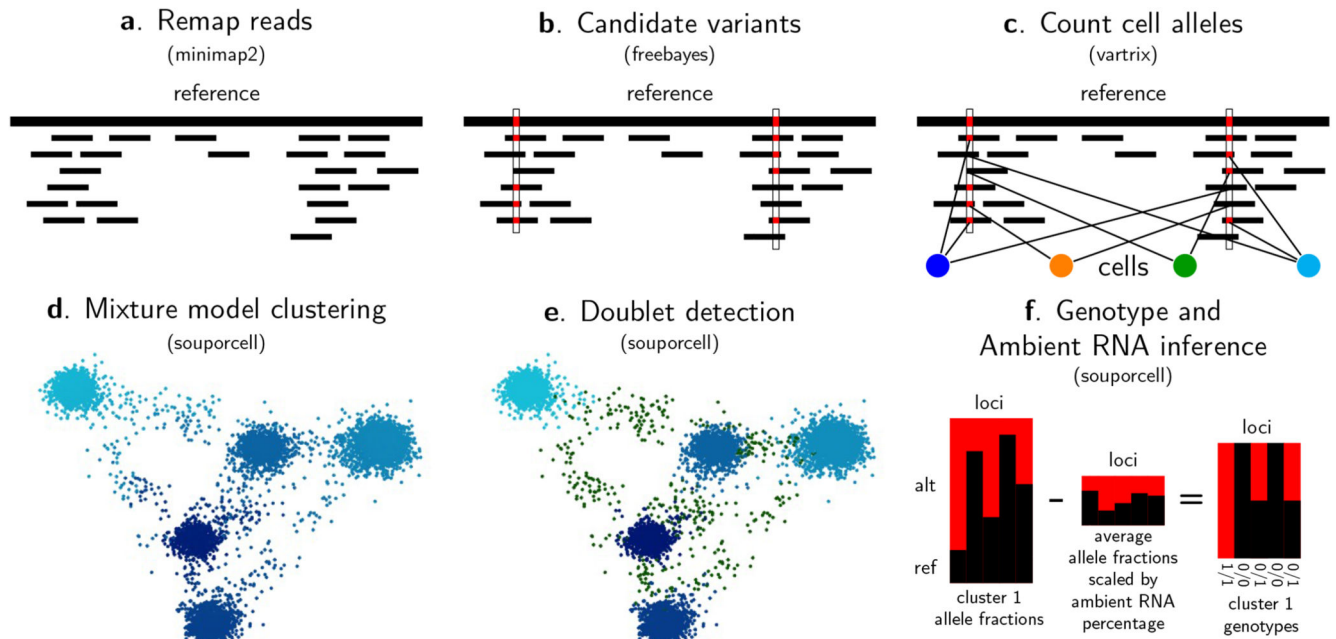 a. Remap reads
(minimap2)
reference
b. Candidate variants
(freebayes)
reference
c. Count cell alleles
(vartrix)
reference
cells
d. Mixture model clustering
(souporcell)
e. Doublet detection
(souporcell)
f. Genotype and
Ambient RNA inference
(souporcell)
loci
alt
ref
cluster 1
allele fractions
-
loci
average
allele fractions
scaled by
ambient RNA
percentage
=
loci
1/1
0/0
0/1
0/0
0/1
cluster 1
genotypes